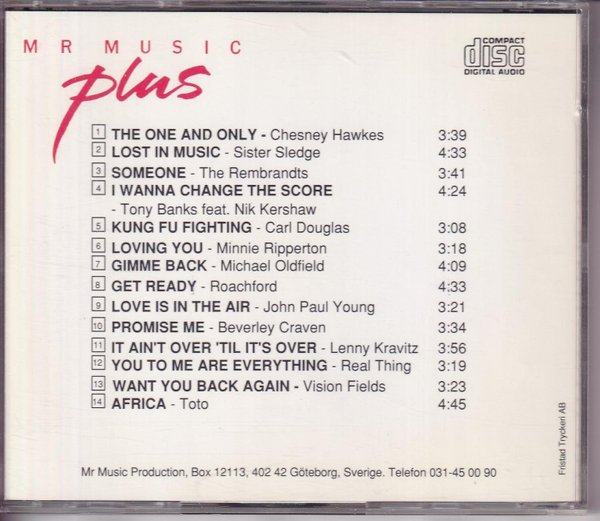 MR MUSIC
plus
COMPACT
disc
DIGITAL AUDIO
1 THE ONE AND ONLY - Chesney Hawkes 3:39
2 LOST IN MUSIC - Sister Sledge 4:33
3 SOMEONE - The Rembrandts 3:41
4 I WANNA CHANGE THE SCORE 4:24
- Tony Banks feat. Nik Kershaw
5 KUNG FU FIGHTING - Carl Douglas 3:08
6 LOVING YOU - Minnie Ripperton 3:18
7 GIMME BACK - Michael Oldfield 4:09
8 GET READY - Roachford 4:33
9 LOVE IS IN THE AIR - John Paul Young 3:21
10 PROMISE ME - Beverley Craven 3:34
11 IT AIN'T OVER 'TIL IT'S OVER - Lenny Kravitz 3:56
12 YOU TO ME ARE EVERYTHING - Real Thing 3:19
13 WANT YOU BACK AGAIN - Vision Fields 3:23
14 AFRICA - Toto 4:45
Mr Music Production, Box 12113, 402 42 Göteborg, Sverige. Telefon 031-45 00 90
Fristad Tryckeri AB